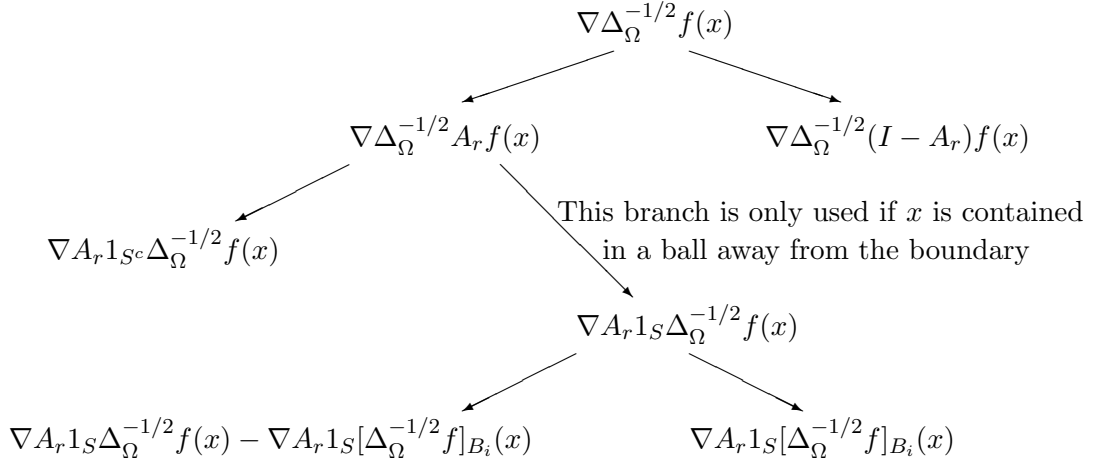 ∇Δ_Ω^{-1/2} f(x)
∇Δ_Ω^{-1/2} A_r f(x)
∇Δ_Ω^{-1/2} (I − A_r) f(x)
This branch is only used if x is contained
in a ball away from the boundary
∇A_r 1_{S^c} Δ_Ω^{-1/2} f(x)
∇A_r 1_S Δ_Ω^{-1/2} f(x)
∇A_r 1_S Δ_Ω^{-1/2} f(x) − ∇A_r 1_S [Δ_Ω^{-1/2} f]_{B_i} (x)
∇A_r 1_S [Δ_Ω^{-1/2} f]_{B_i} (x)